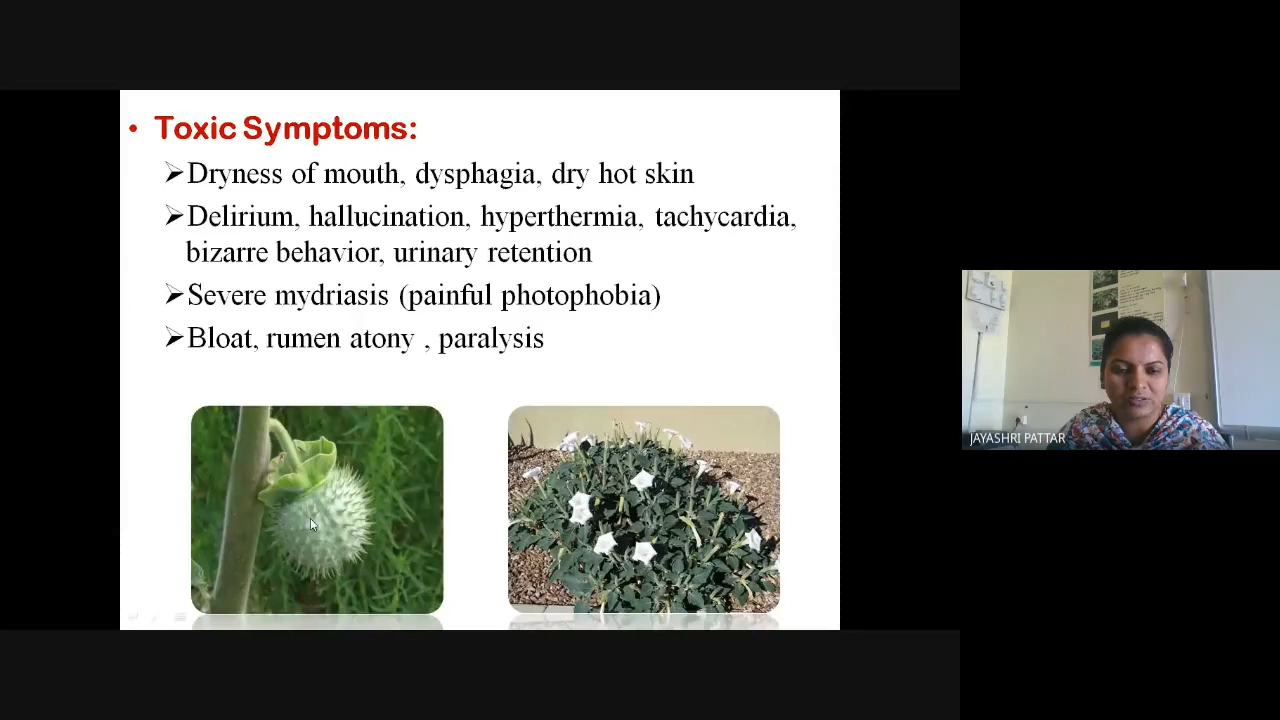 • Toxic Symptoms:
➢Dryness of mouth, dysphagia, dry hot skin
➢Delirium, hallucination, hyperthermia, tachycardia,
bizarre behavior, urinary retention
➢Severe mydriasis (painful photophobia)
➢Bloat, rumen atony , paralysis
JAYASHRI PATTAR